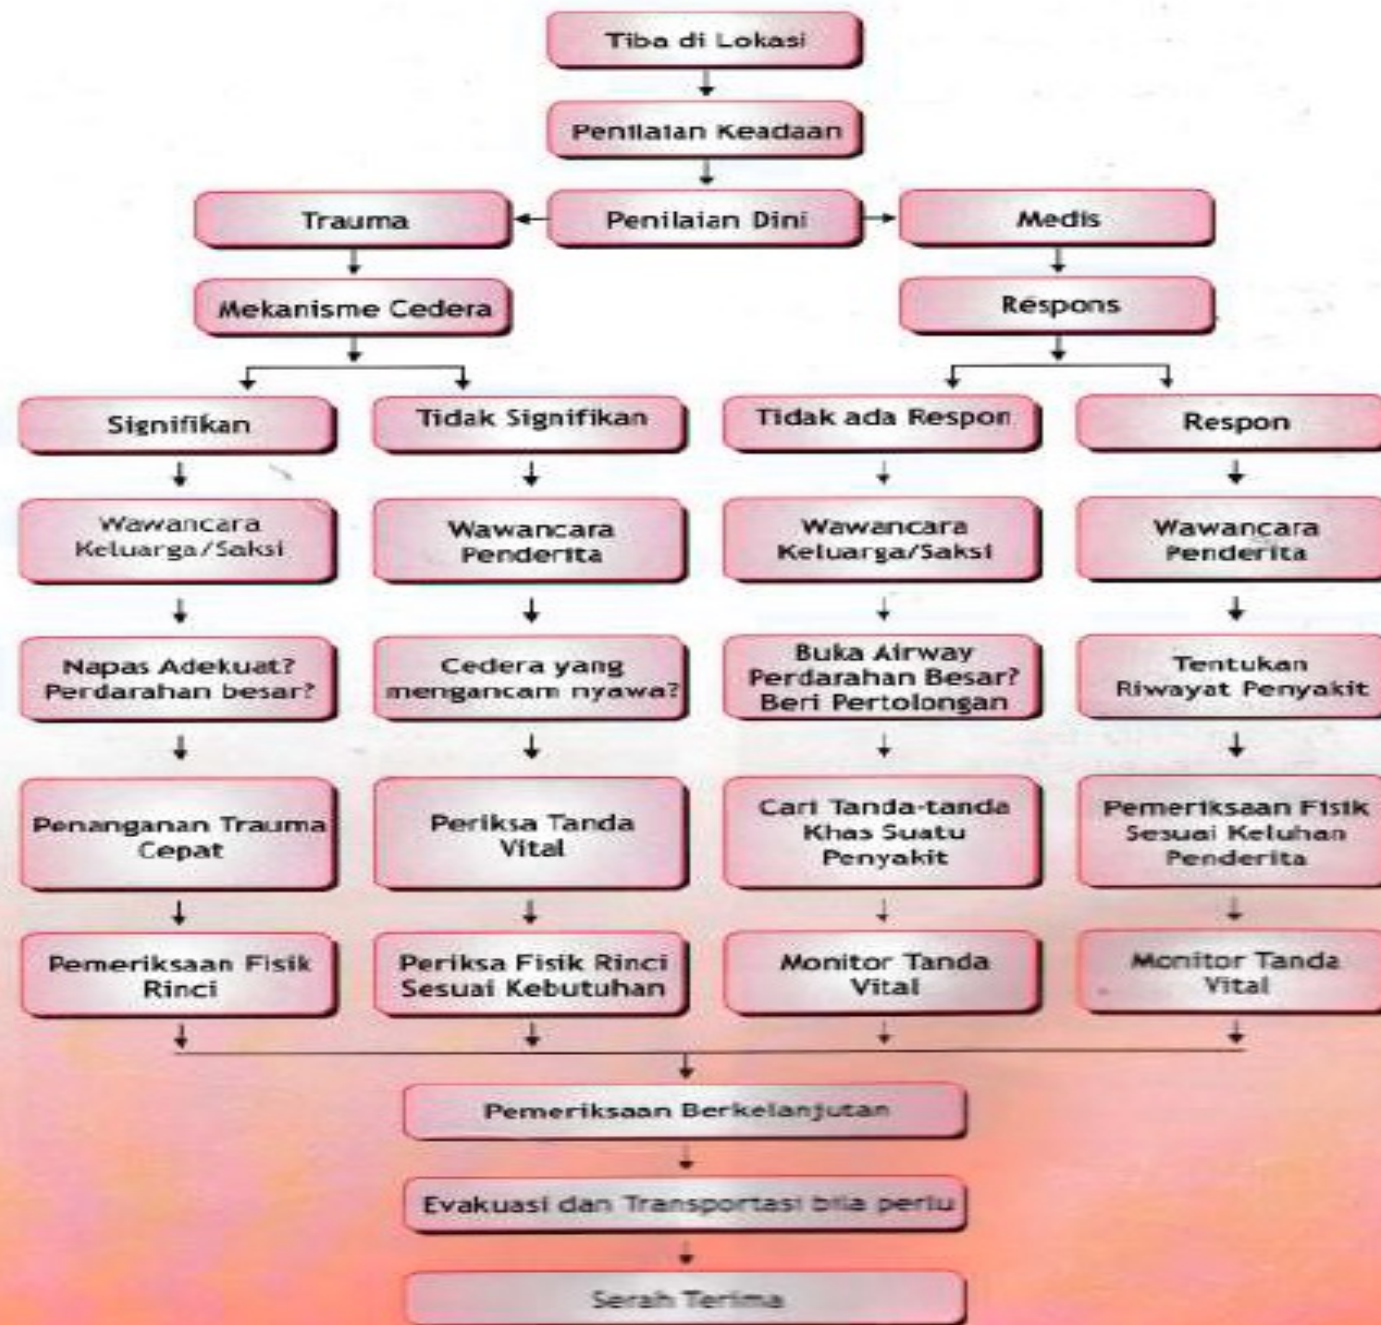 Tiba di Lokasi
Penilaian Keadaan
Trauma
Penilaian Dini
Medis
Mekanisme Cedera
Respons
Signifikan
Tidak Signifikan
Tidak ada Respon
Respon
Wawancara
Keluarga/Saksi
Wawancara
Penderita
Wawancara
Keluarga/Saksi
Wawancara
Penderita
Napas Adekuat?
Perdarahan besar?
Cedera yang
mengancam nyawa?
Buka Airway
Perdarahan Besar?
Beri Pertolongan
Tentukan
Riwayat Penyakit
Penanganan Trauma
Cepat
Periksa Tanda
Vital
Cari Tanda-tanda
Khas Suatu
Penyakit
Pemeriksaan Fisik
Sesuai Keluhan
Penderita
Pemeriksaan Fisik
Rinci
Periksa Fisik Rinci
Sesuai Kebutuhan
Monitor Tanda
Vital
Monitor Tanda
Vital
Pemeriksaan Berkelanjutan
Evakuasi dan Transportasi bila perlu
Serah Terima